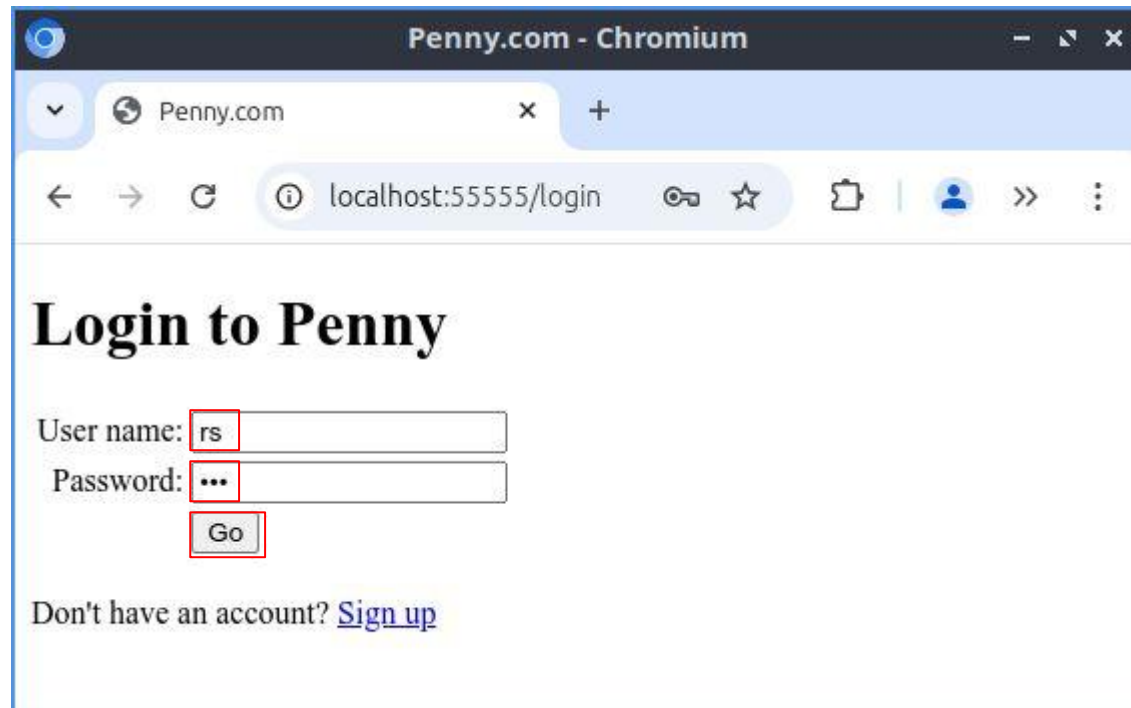 Penny.com - Chromium
Penny.com
localhost:55555/login
Login to Penny
User name: rs
Password: •••
Go
Don't have an account? Sign up